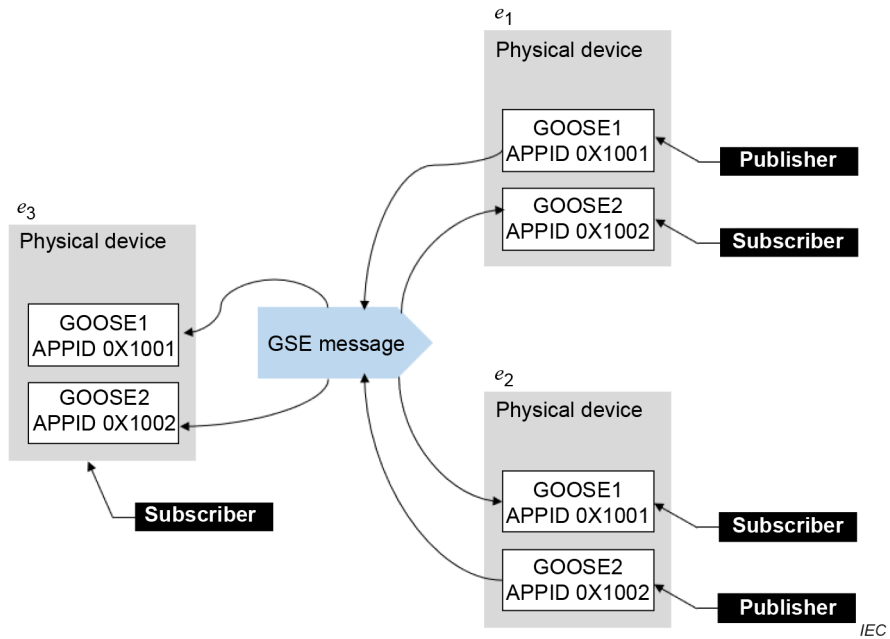 e1
Physical device
GOOSE1
APPID 0X1001
Publisher
GOOSE2
APPID 0X1002
Subscriber
e3
Physical device
GOOSE1
APPID 0X1001
GOOSE2
APPID 0X1002
Subscriber
GSE message
e2
Physical device
GOOSE1
APPID 0X1001
Subscriber
GOOSE2
APPID 0X1002
Publisher
IEC